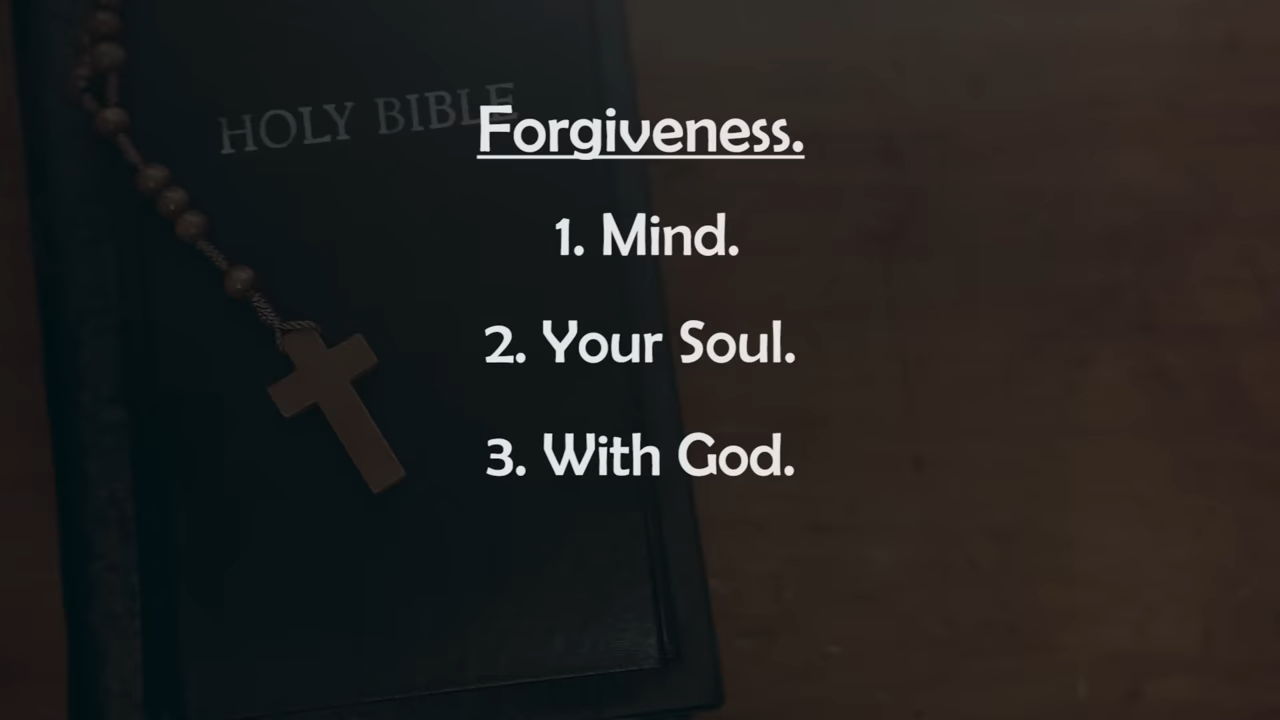 HOLY BIBLE
Forgiveness.
1. Mind.
2. Your Soul.
3. With God.